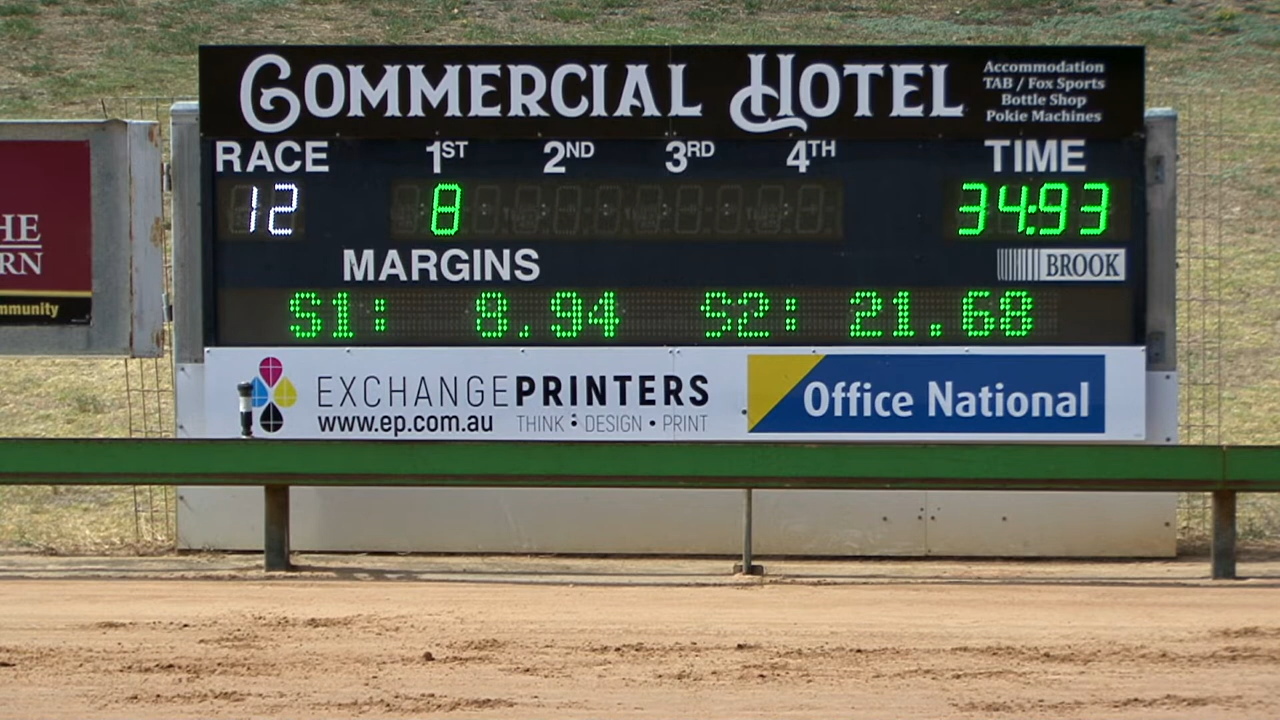 COMMERCIAL HOTEL
Accommodation
TAB / Fox Sports
Bottle Shop
Pokie Machines
RACE 1ST 2ND 3RD 4TH TIME
12 8 34:93
MARGINS
BROOK
S1: 9.94 S2: 21.68
HE
RN
mmunity
EXCHANGEPRINTERS
www.ep.com.au THINK • DESIGN • PRINT
Office National